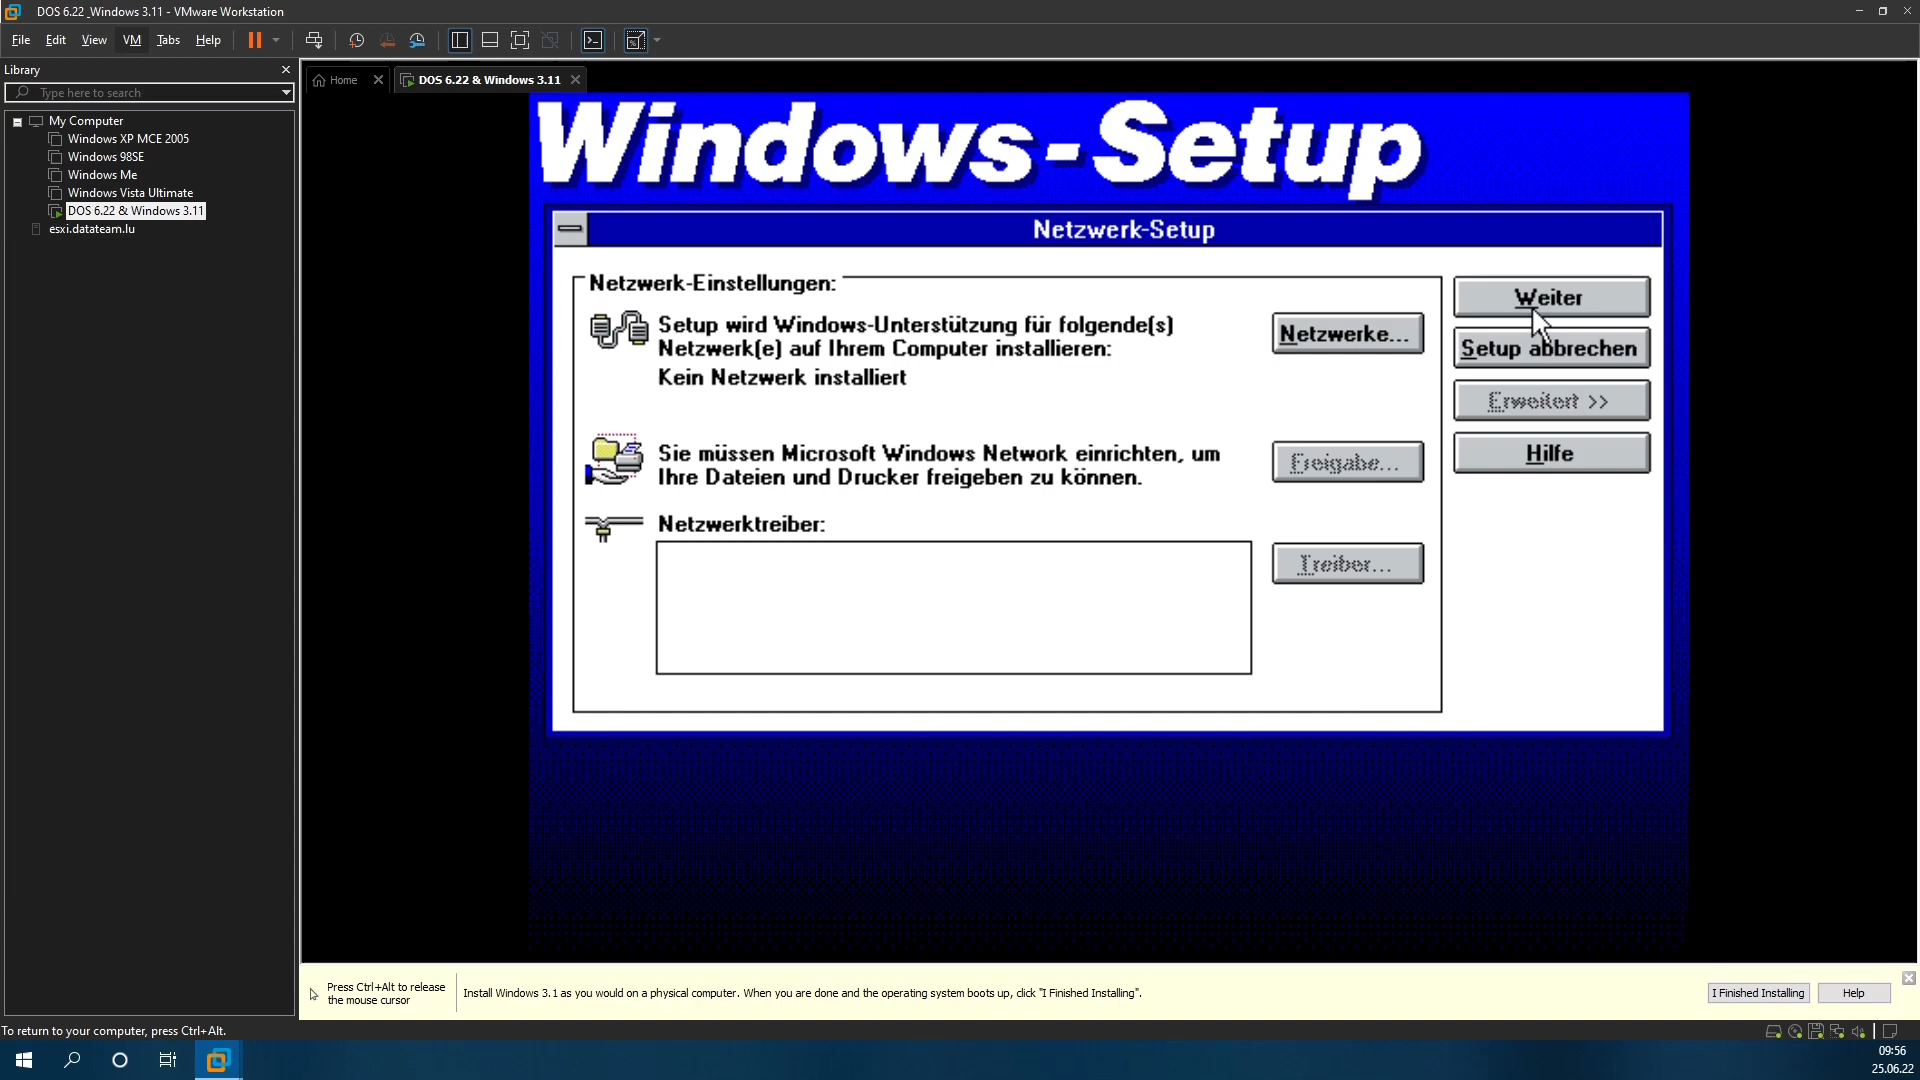 DOS 6.22_Windows 3.11 - VMware Workstation
File Edit View VM Tabs Help
Library
Type here to search
My Computer
Windows XP MCE 2005
Windows 98SE
Windows Me
Windows Vista Ultimate
DOS 6.22 & Windows 3.11
esxi.datateam.lu
Home
DOS 6.22 & Windows 3.11
Windows-Setup
Netzwerk-Setup
Netzwerk-Einstellungen:
Setup wird Windows-Unterstützung für folgende(s)
Netzwerk(e) auf Ihrem Computer installieren:
Kein Netzwerk installiert
Netzwerke...
Sie müssen Microsoft Windows Network einrichten, um
Ihre Dateien und Drucker freigeben zu können.
Freigabe...
Netzwerktreiber:
Treiber...
Weiter
Setup abbrechen
Erweitert >>
Hilfe
Press Ctrl+Alt to release
the mouse cursor
Install Windows 3.1 as you would on a physical computer. When you are done and the operating system boots up, click "I Finished Installing".
I Finished Installing
Help
To return to your computer, press Ctrl+Alt.
09:56
25.06.22